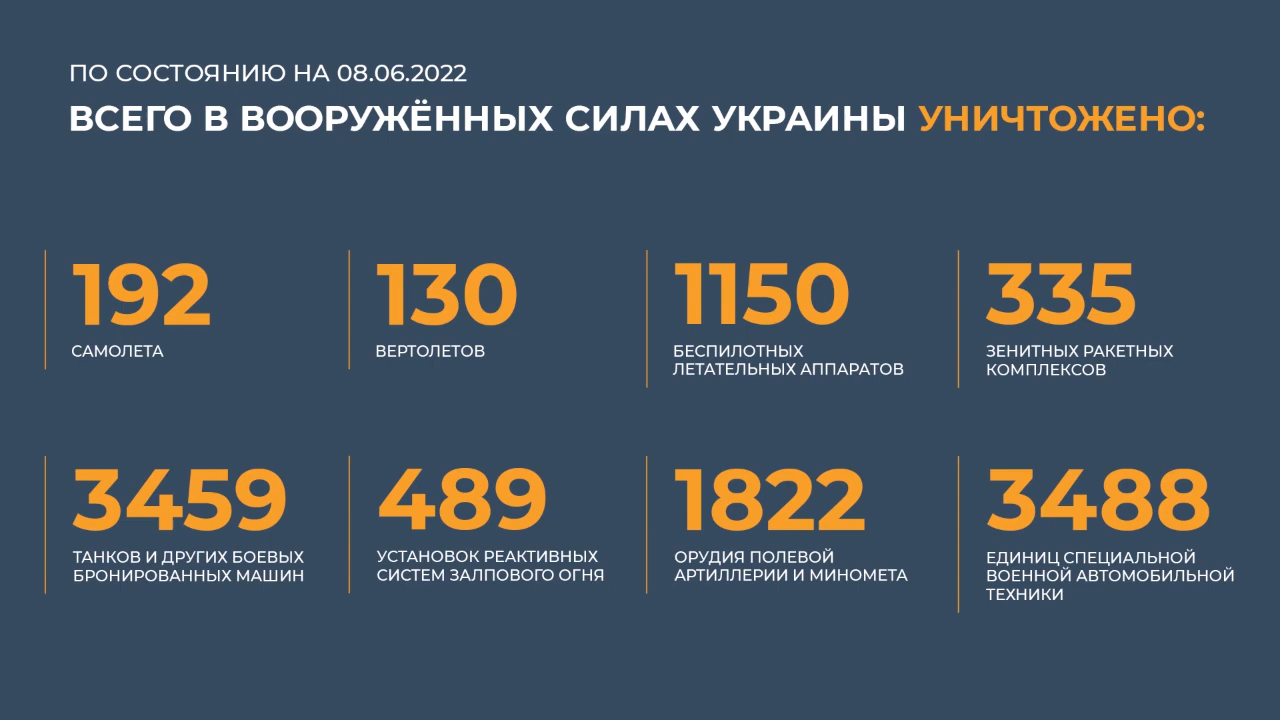 ПО СОСТОЯНИЮ НА 08.06.2022
ВСЕГО В ВООРУЖЁННЫХ СИЛАХ УКРАИНЫ УНИЧТОЖЕНО:
192
САМОЛЕТА
130
ВЕРТОЛЕТОВ
1150
БЕСПИЛОТНЫХ
ЛЕТАТЕЛЬНЫХ АППАРАТОВ
335
ЗЕНИТНЫХ РАКЕТНЫХ
КОМПЛЕКСОВ
3459
ТАНКОВ И ДРУГИХ БОЕВЫХ
БРОНИРОВАННЫХ МАШИН
489
УСТАНОВОК РЕАКТИВНЫХ
СИСТЕМ ЗАЛПОВОГО ОГНЯ
1822
ОРУДИЯ ПОЛЕВОЙ
АРТИЛЛЕРИИ И МИНОМЕТА
3488
ЕДИНИЦ СПЕЦИАЛЬНОЙ
ВОЕННОЙ АВТОМОБИЛЬНОЙ
ТЕХНИКИ